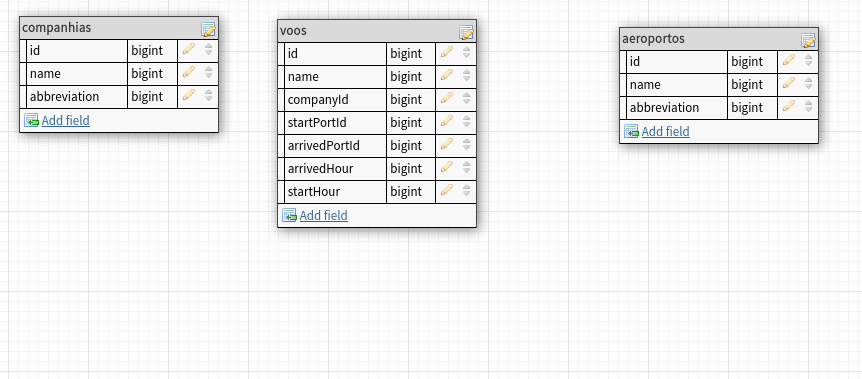 companhias
id bigint
name bigint
abbreviation bigint
Add field
voos
id bigint
name bigint
companyId bigint
startPortId bigint
arrivedPortId bigint
arrivedHour bigint
startHour bigint
Add field
aeroportos
id bigint
name bigint
abbreviation bigint
Add field